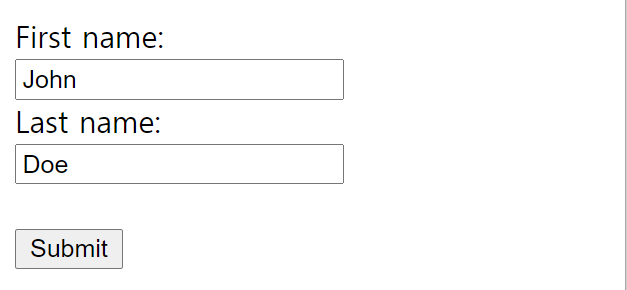 First name:
John
Last name:
Doe
Submit